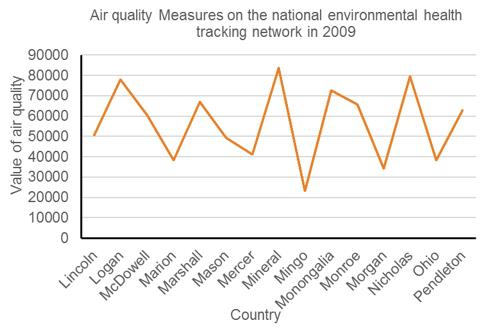 Air quality Measures on the national environmental health
tracking network in 2009
Value of air quality
90000
80000
70000
60000
50000
40000
30000
20000
10000
0
Lincoln
Logan
McDowell
Marion
Marshall
Mason
Mercer
Mineral
Mingo
Monongalia
Monroe
Morgan
Nicholas
Ohio
Pendleton
Country